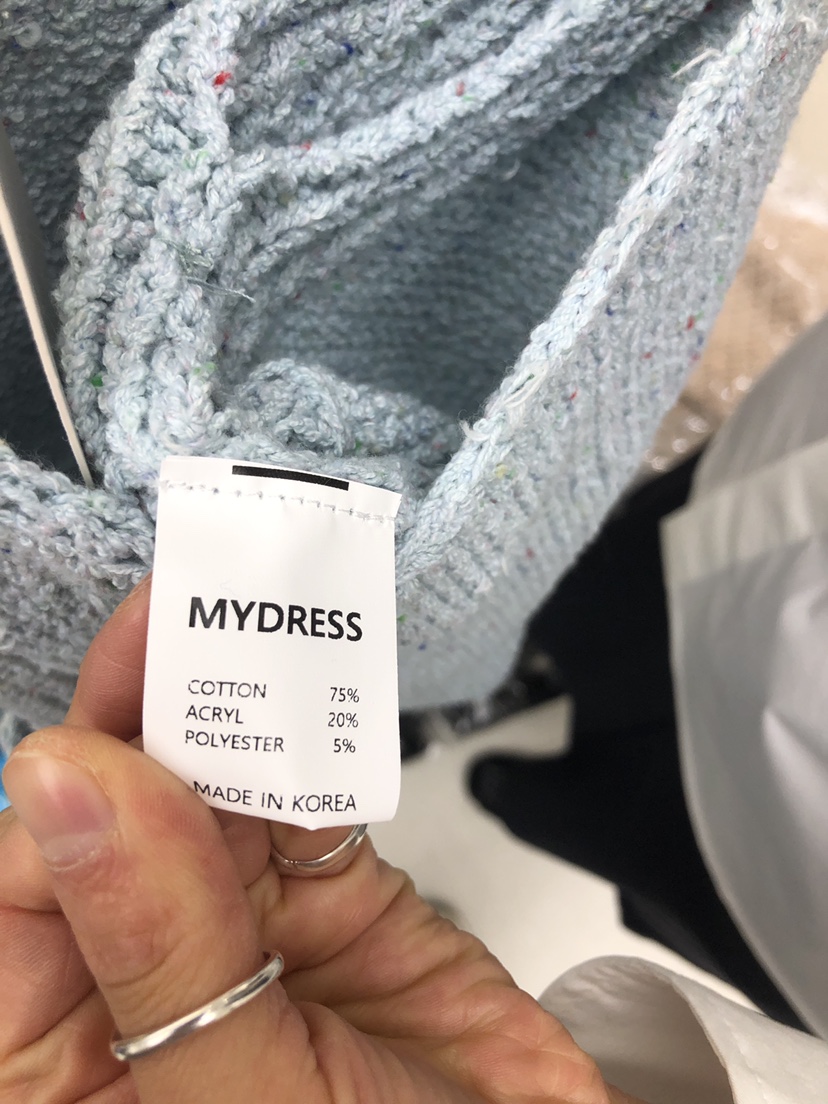 MYDRESS
COTTON 75%
ACRYL 20%
POLYESTER 5%
MADE IN KOREA